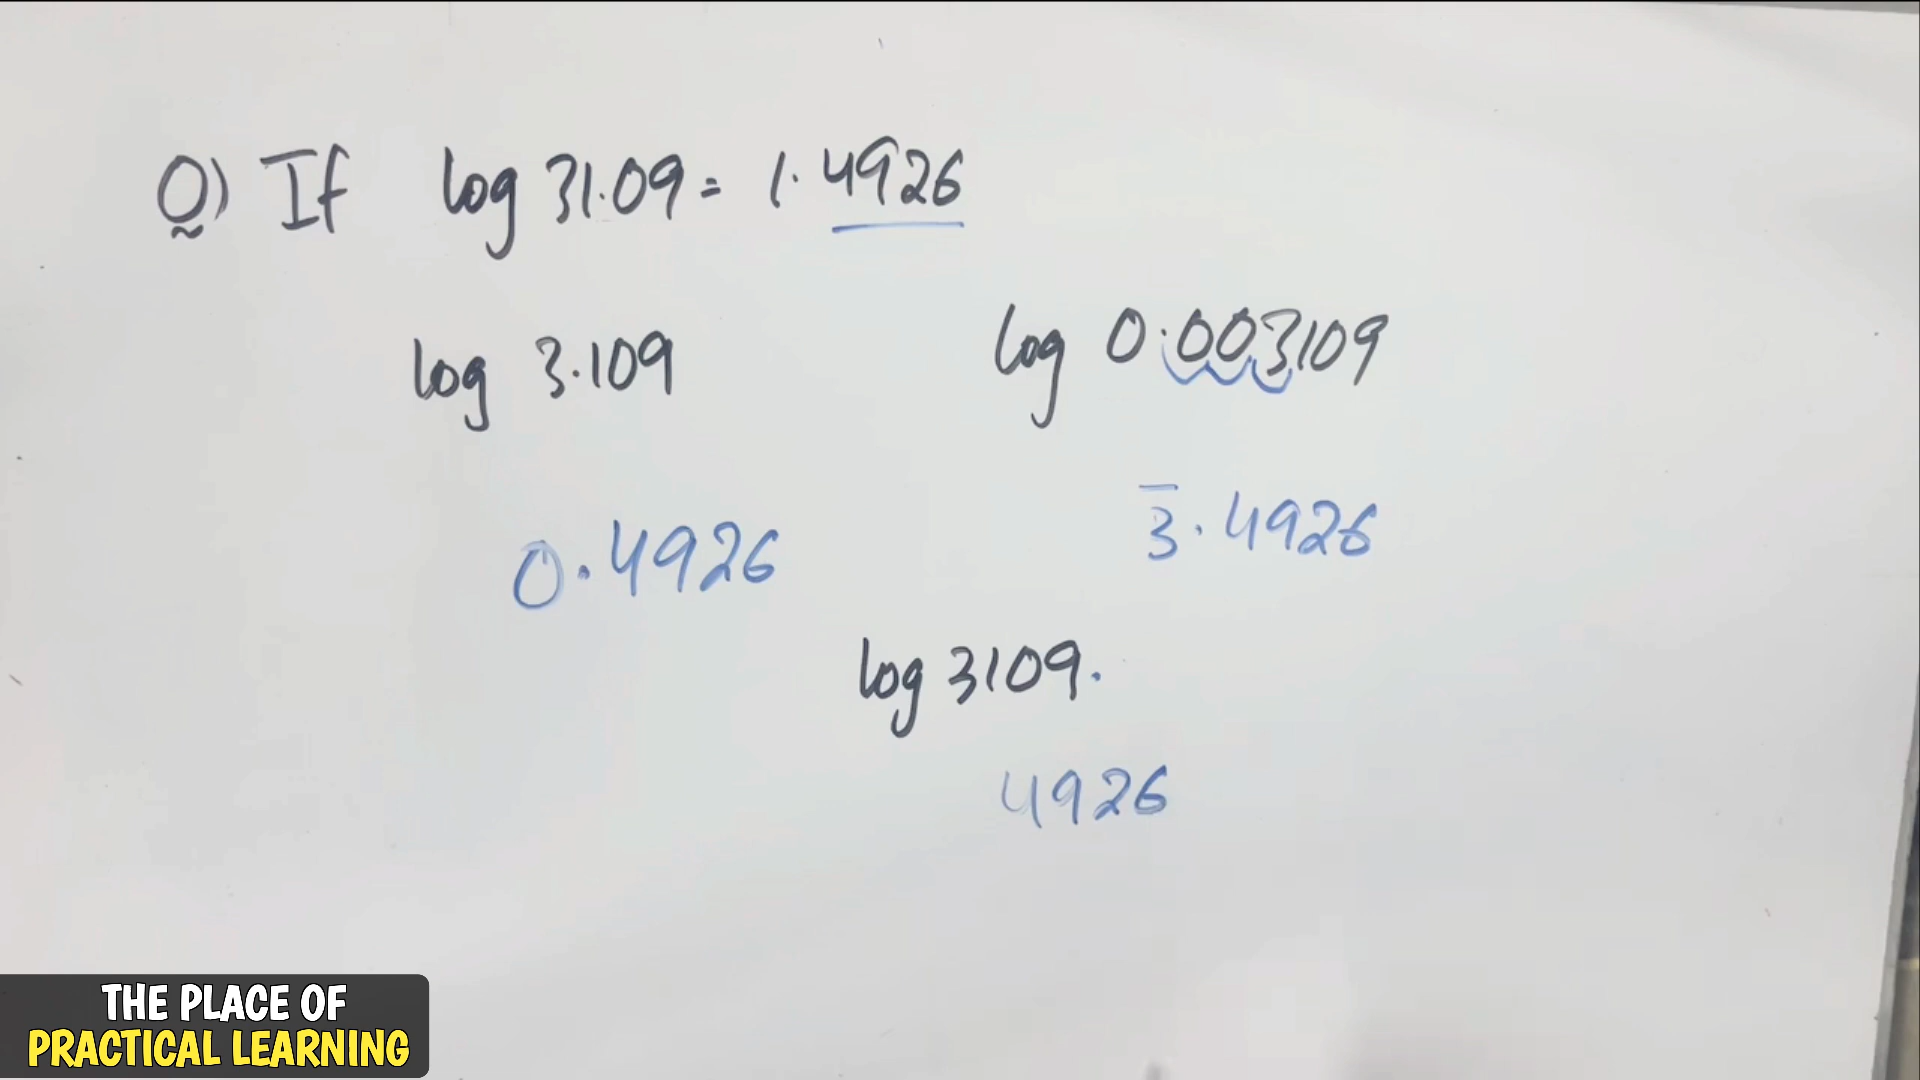 Q) If log 31.09 = 1.4926
log 3.109
log 0.003109
0.4926
3̅.4926
log 3109.
4926
THE PLACE OF
PRACTICAL LEARNING